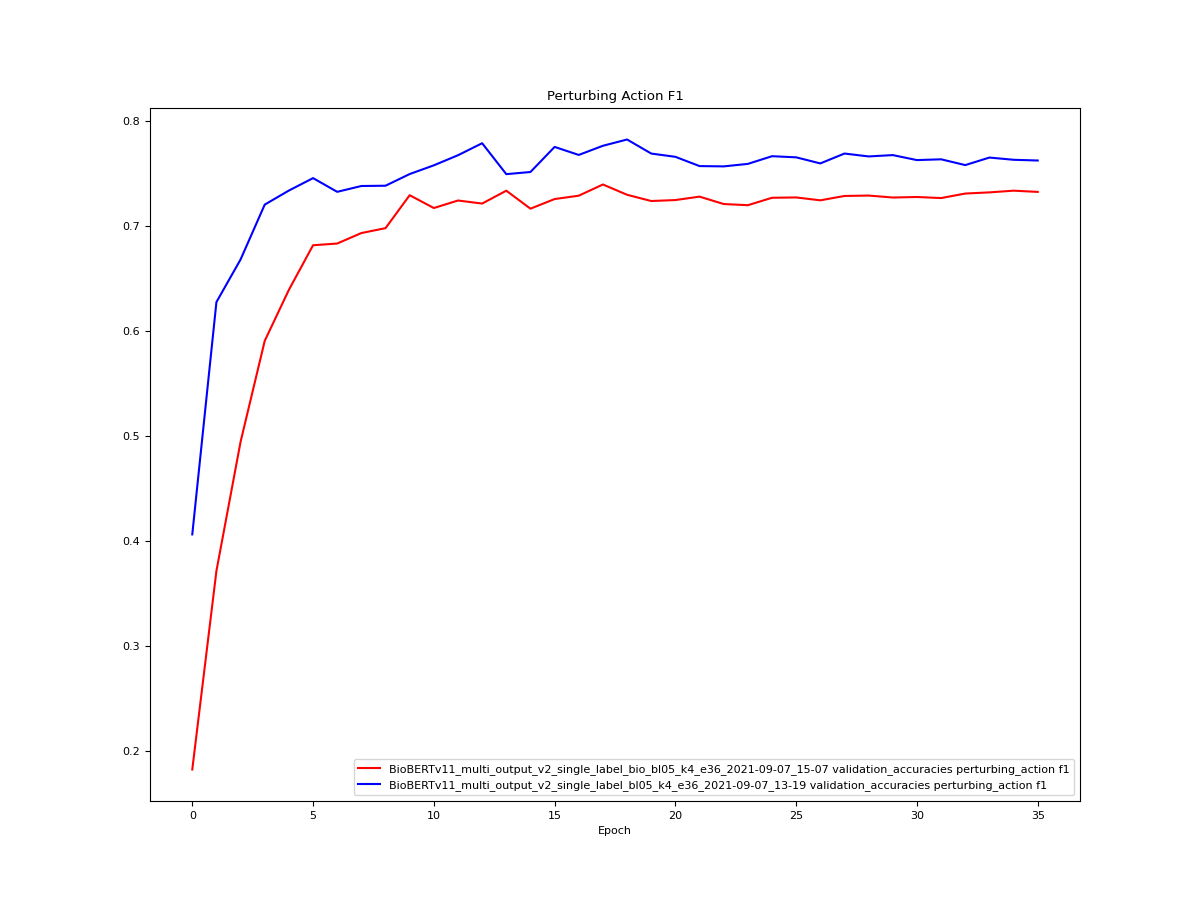 Perturbing Action F1
0.8
0.7
0.6
0.5
0.4
0.3
0.2
BioBERTv11_multi_output_v2_single_label_bio_bl05_k4_e36_2021-09-07_15-07 validation_accuracies perturbing_action f1
BioBERTv11_multi_output_v2_single_label_bl05_k4_e36_2021-09-07_13-19 validation_accuracies perturbing_action f1
0 5 10 15 20 25 30 35
Epoch